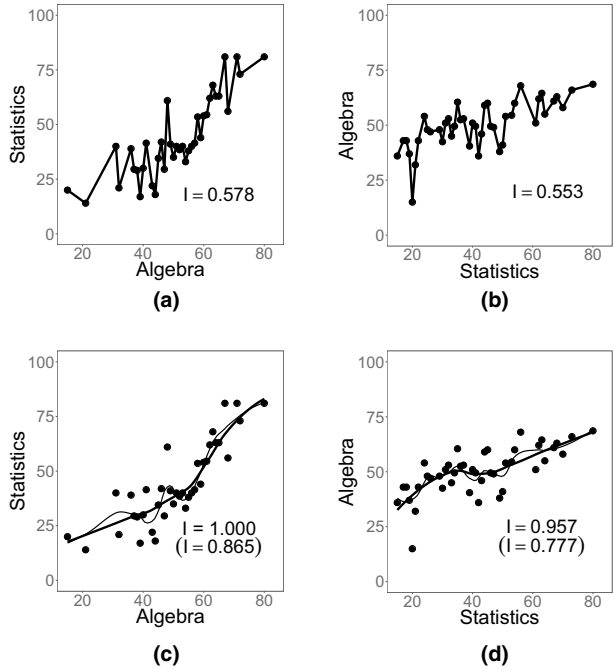 100
75
50
25
0
Statistics
I = 0.578
20 40 60 80
Algebra
(a)
100
75
50
25
0
Algebra
I = 0.553
20 40 60 80
Statistics
(b)
100
75
50
25
0
Statistics
I = 1.000
(I = 0.865)
20 40 60 80
Algebra
(c)
100
75
50
25
0
Algebra
I = 0.957
(I = 0.777)
20 40 60 80
Statistics
(d)